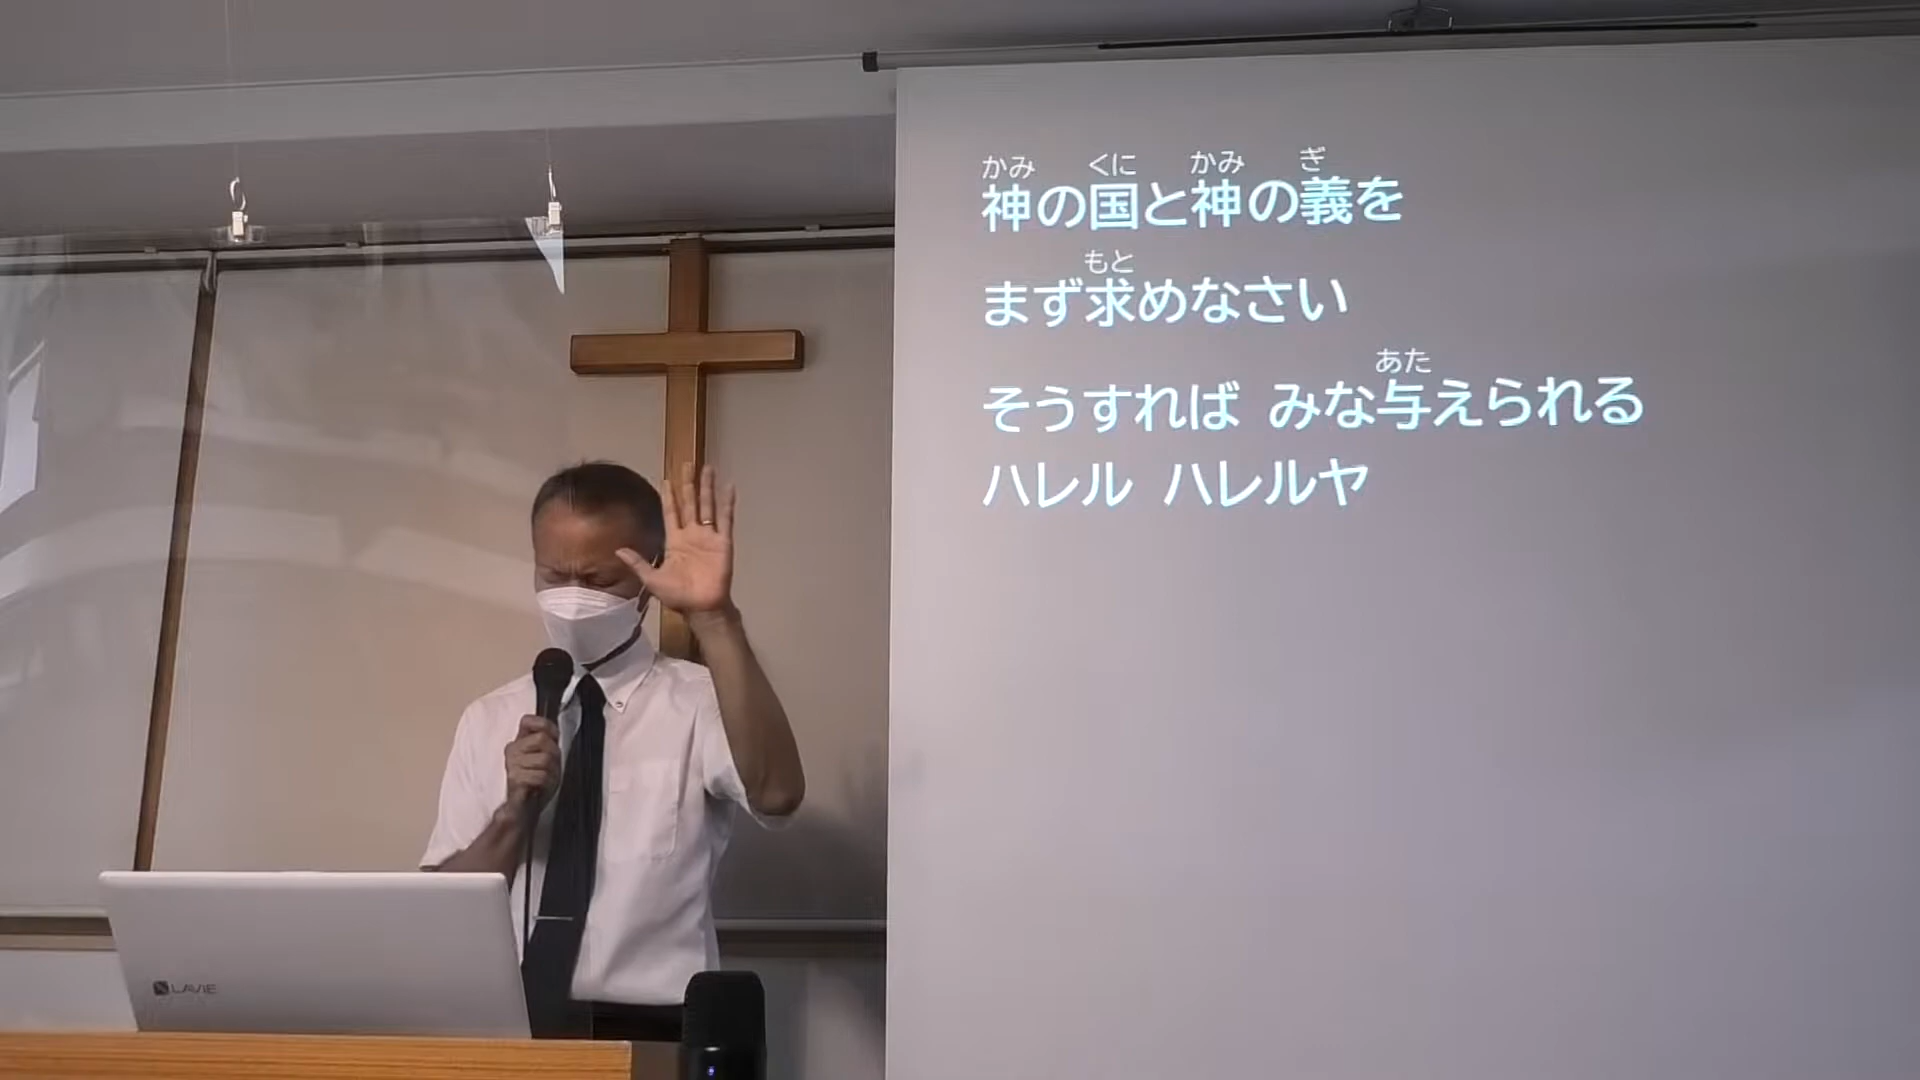 かみ くに かみ ぎ
神の国と神の義を
もと
まず求めなさい
あた
そうすれば みな与えられる
ハレル ハレルヤ
LAVIE